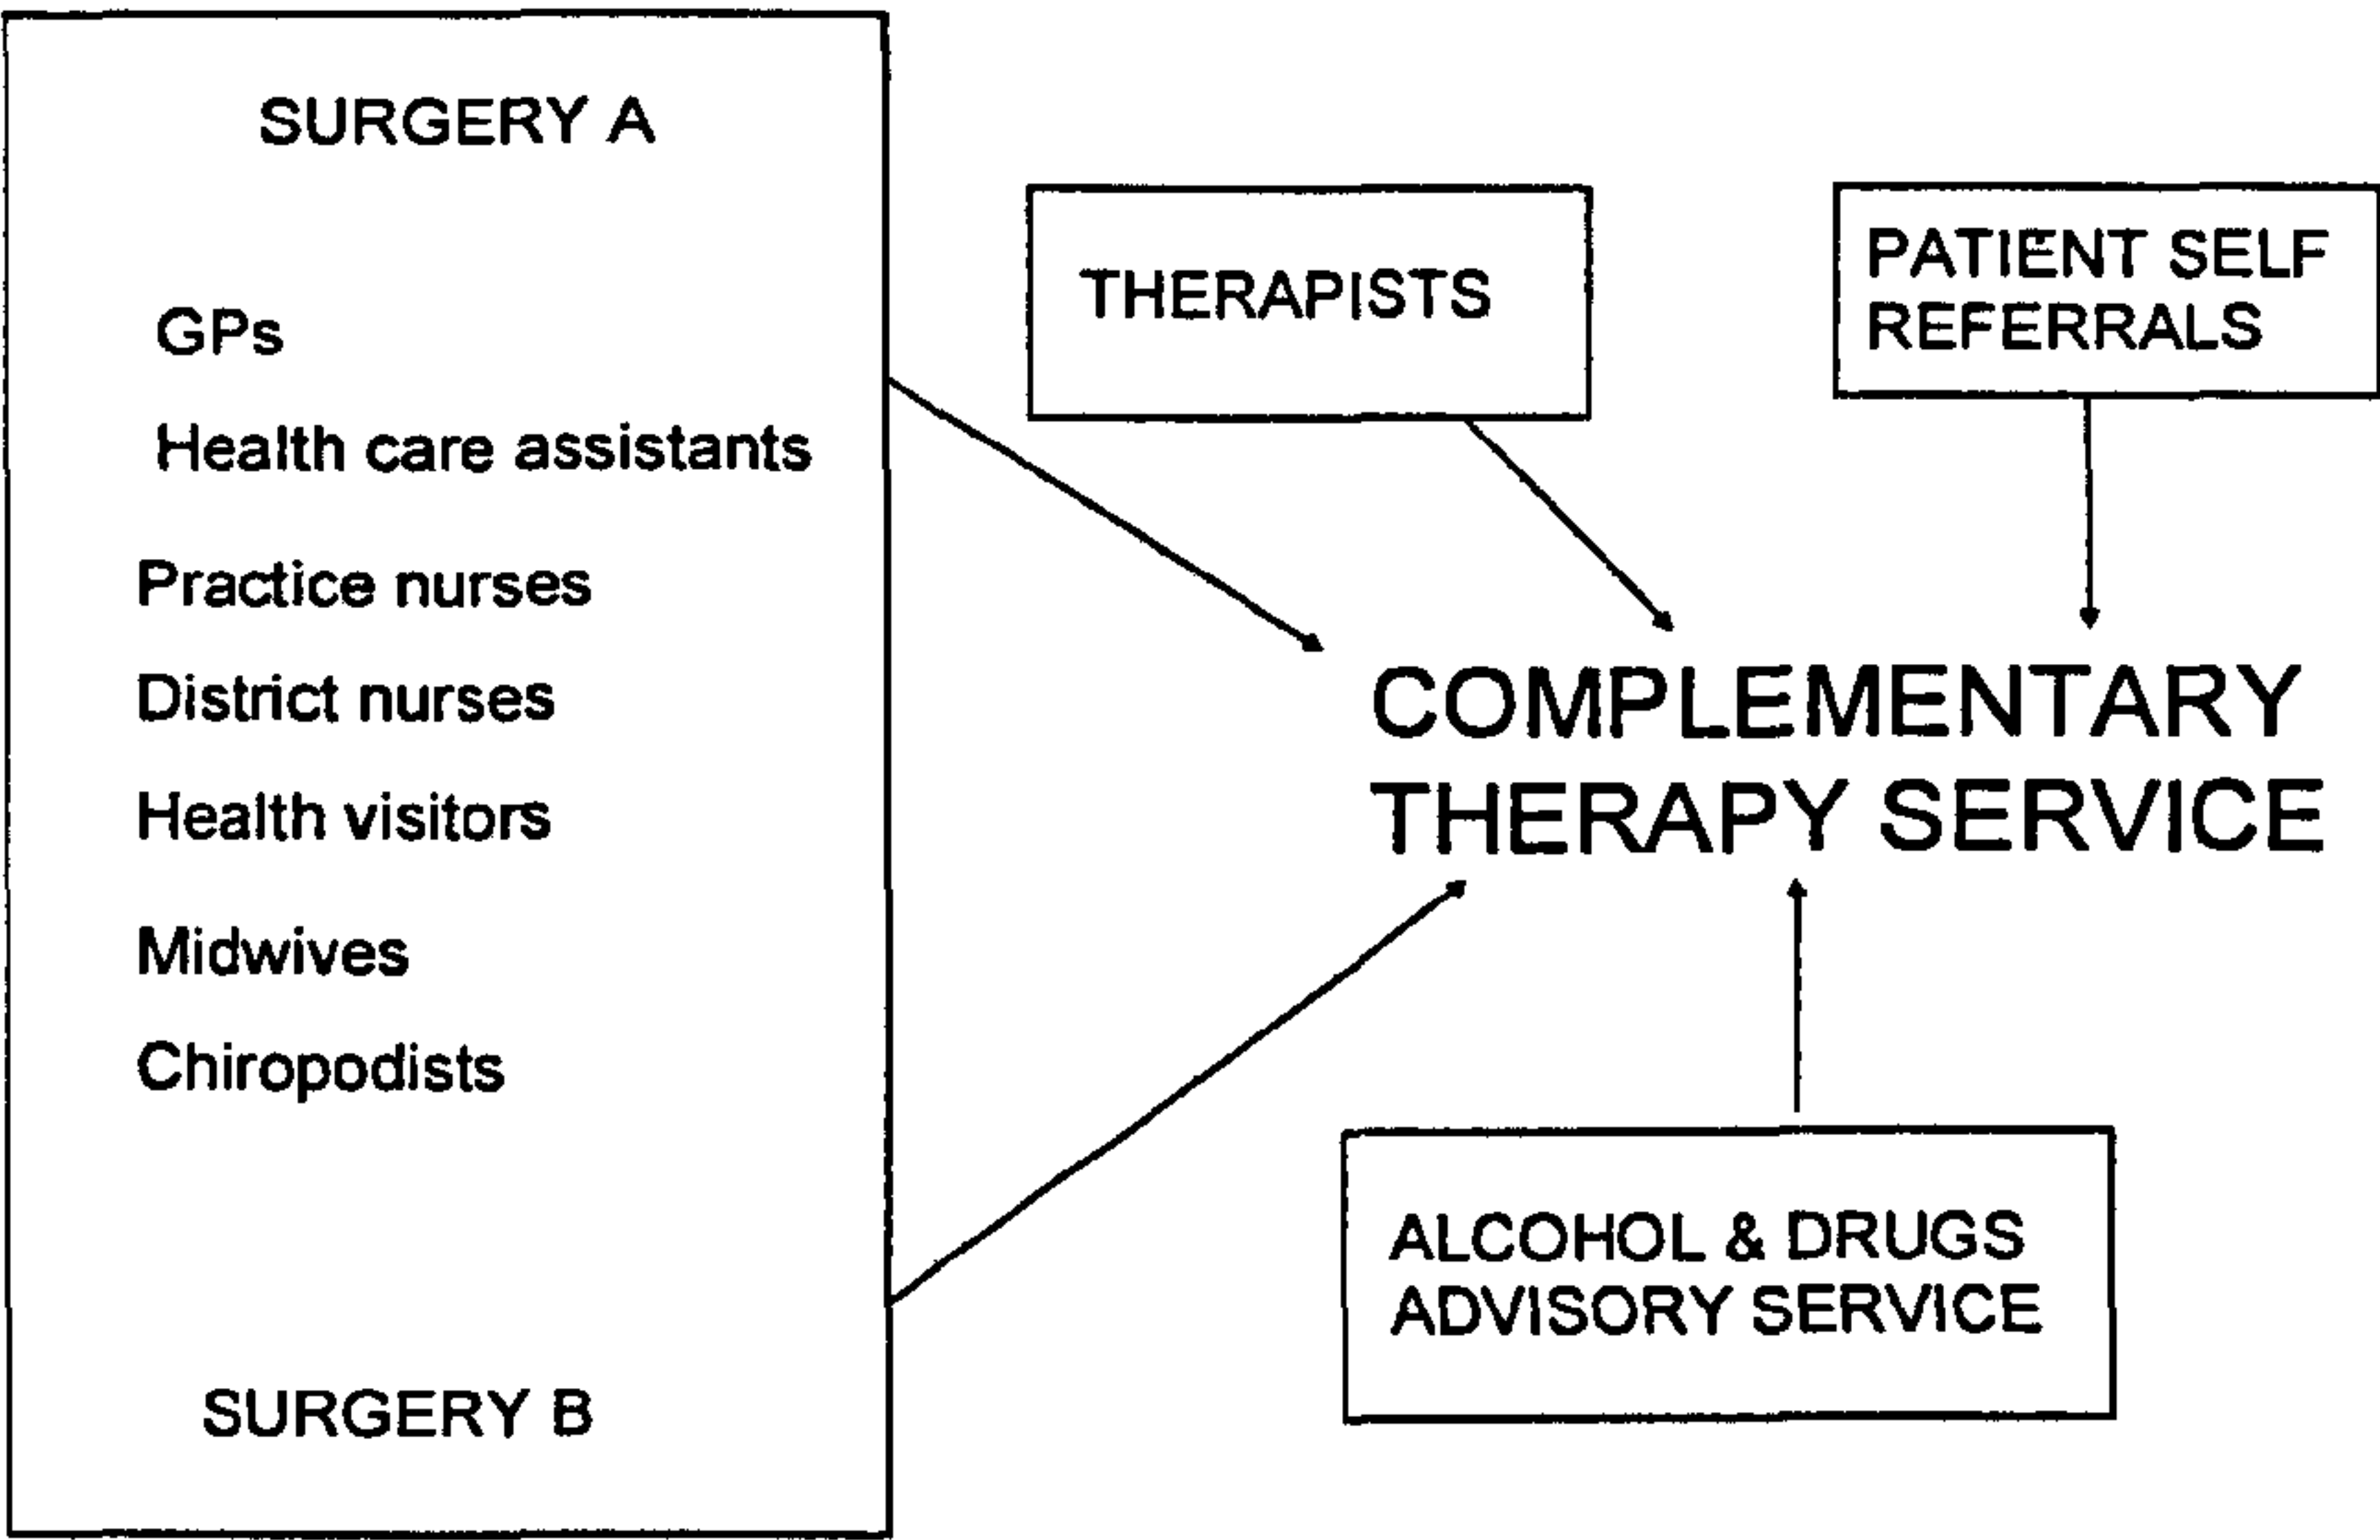 SURGERY A
GPs
Health care assistants
Practice nurses
District nurses
Health visitors
Midwives
Chiropodists
SURGERY B
THERAPISTS
PATIENT SELF
REFERRALS
COMPLEMENTARY
THERAPY SERVICE
ALCOHOL & DRUGS
ADVISORY SERVICE